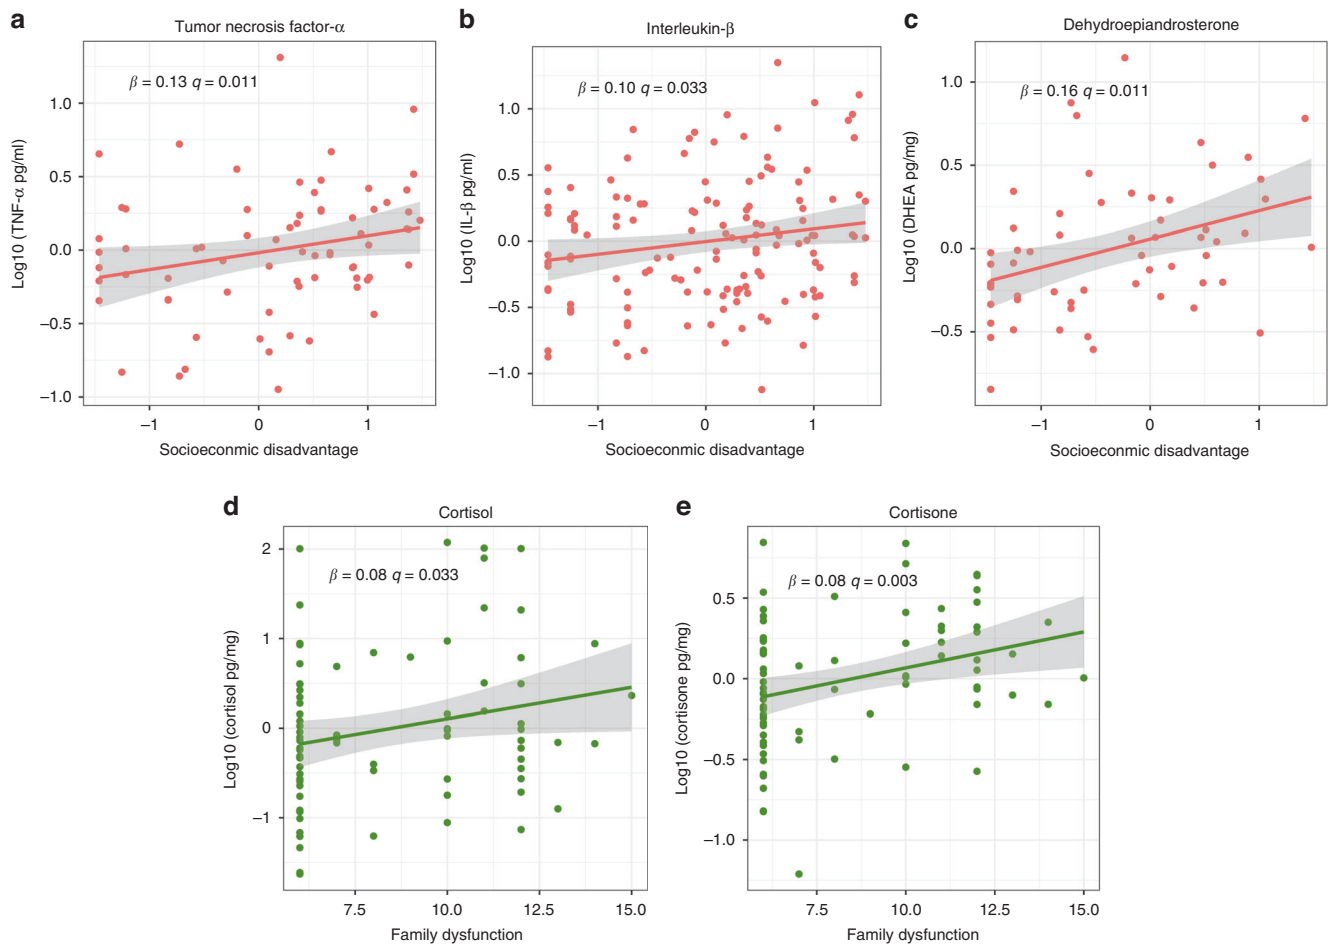 a
Tumor necrosis factor-α
β = 0.13 q = 0.011
Log10 (TNF-α pg/ml)
1.0
0.5
0.0
−0.5
−1.0
−1 0 1
Socioeconmic disadvantage
b
Interleukin-β
β = 0.10 q = 0.033
Log10 (IL-β pg/ml)
1.0
0.5
0.0
−0.5
−1.0
−1 0 1
Socioeconmic disadvantage
c
Dehydroepiandrosterone
β = 0.16 q = 0.011
Log10 (DHEA pg/mg)
1.0
0.5
0.0
−0.5
−1 0 1
Socioeconmic disadvantage
d
Cortisol
β = 0.08 q = 0.033
Log10 (cortisol pg/mg)
2
1
0
−1
7.5 10.0 12.5 15.0
Family dysfunction
e
Cortisone
β = 0.08 q = 0.003
Log10 (cortisone pg/mg)
0.5
0.0
−0.5
−1.0
7.5 10.0 12.5 15.0
Family dysfunction